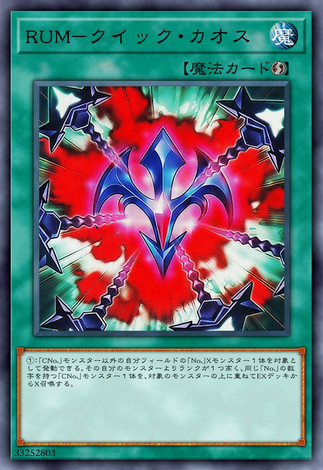 RUM－クイック・カオス
魔
【魔法カード】
①：「CNo.」モンスター以外の自分フィールドの「No.」Xモンスター１体を対象と
して発動できる。その自分のモンスターよりランクが１つ高く、同じ「No.」の数
字を持つ「CNo.」モンスター１体を、対象のモンスターの上に重ねてEXデッキか
らX召喚する。
33252803